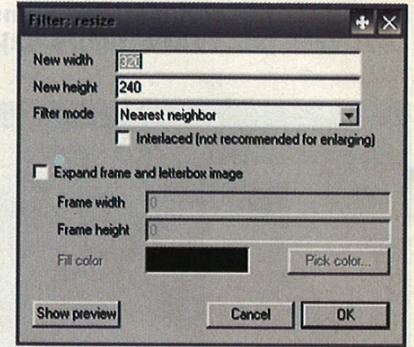 Filter: resize
New width 320
New height 240
Filter mode Nearest neighbor
Interlaced (not recommended for enlarging)
Expand frame and letterbox image
Frame width 0
Frame height 0
Fill color Pick color...
Show preview Cancel OK